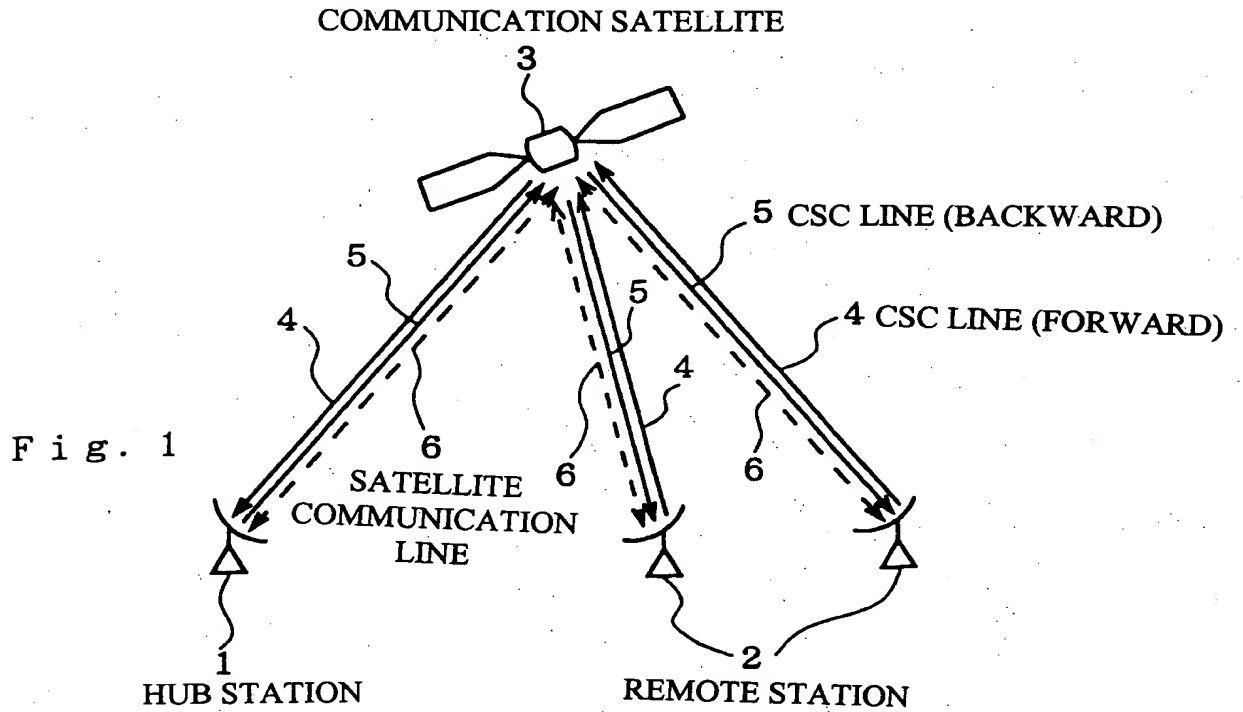 COMMUNICATION SATELLITE
3
5 CSC LINE (BACKWARD)
5
4
5
4 CSC LINE (FORWARD)
4
6
6
6
Fig. 1
SATELLITE
COMMUNICATION
LINE
1
2
HUB STATION
REMOTE STATION